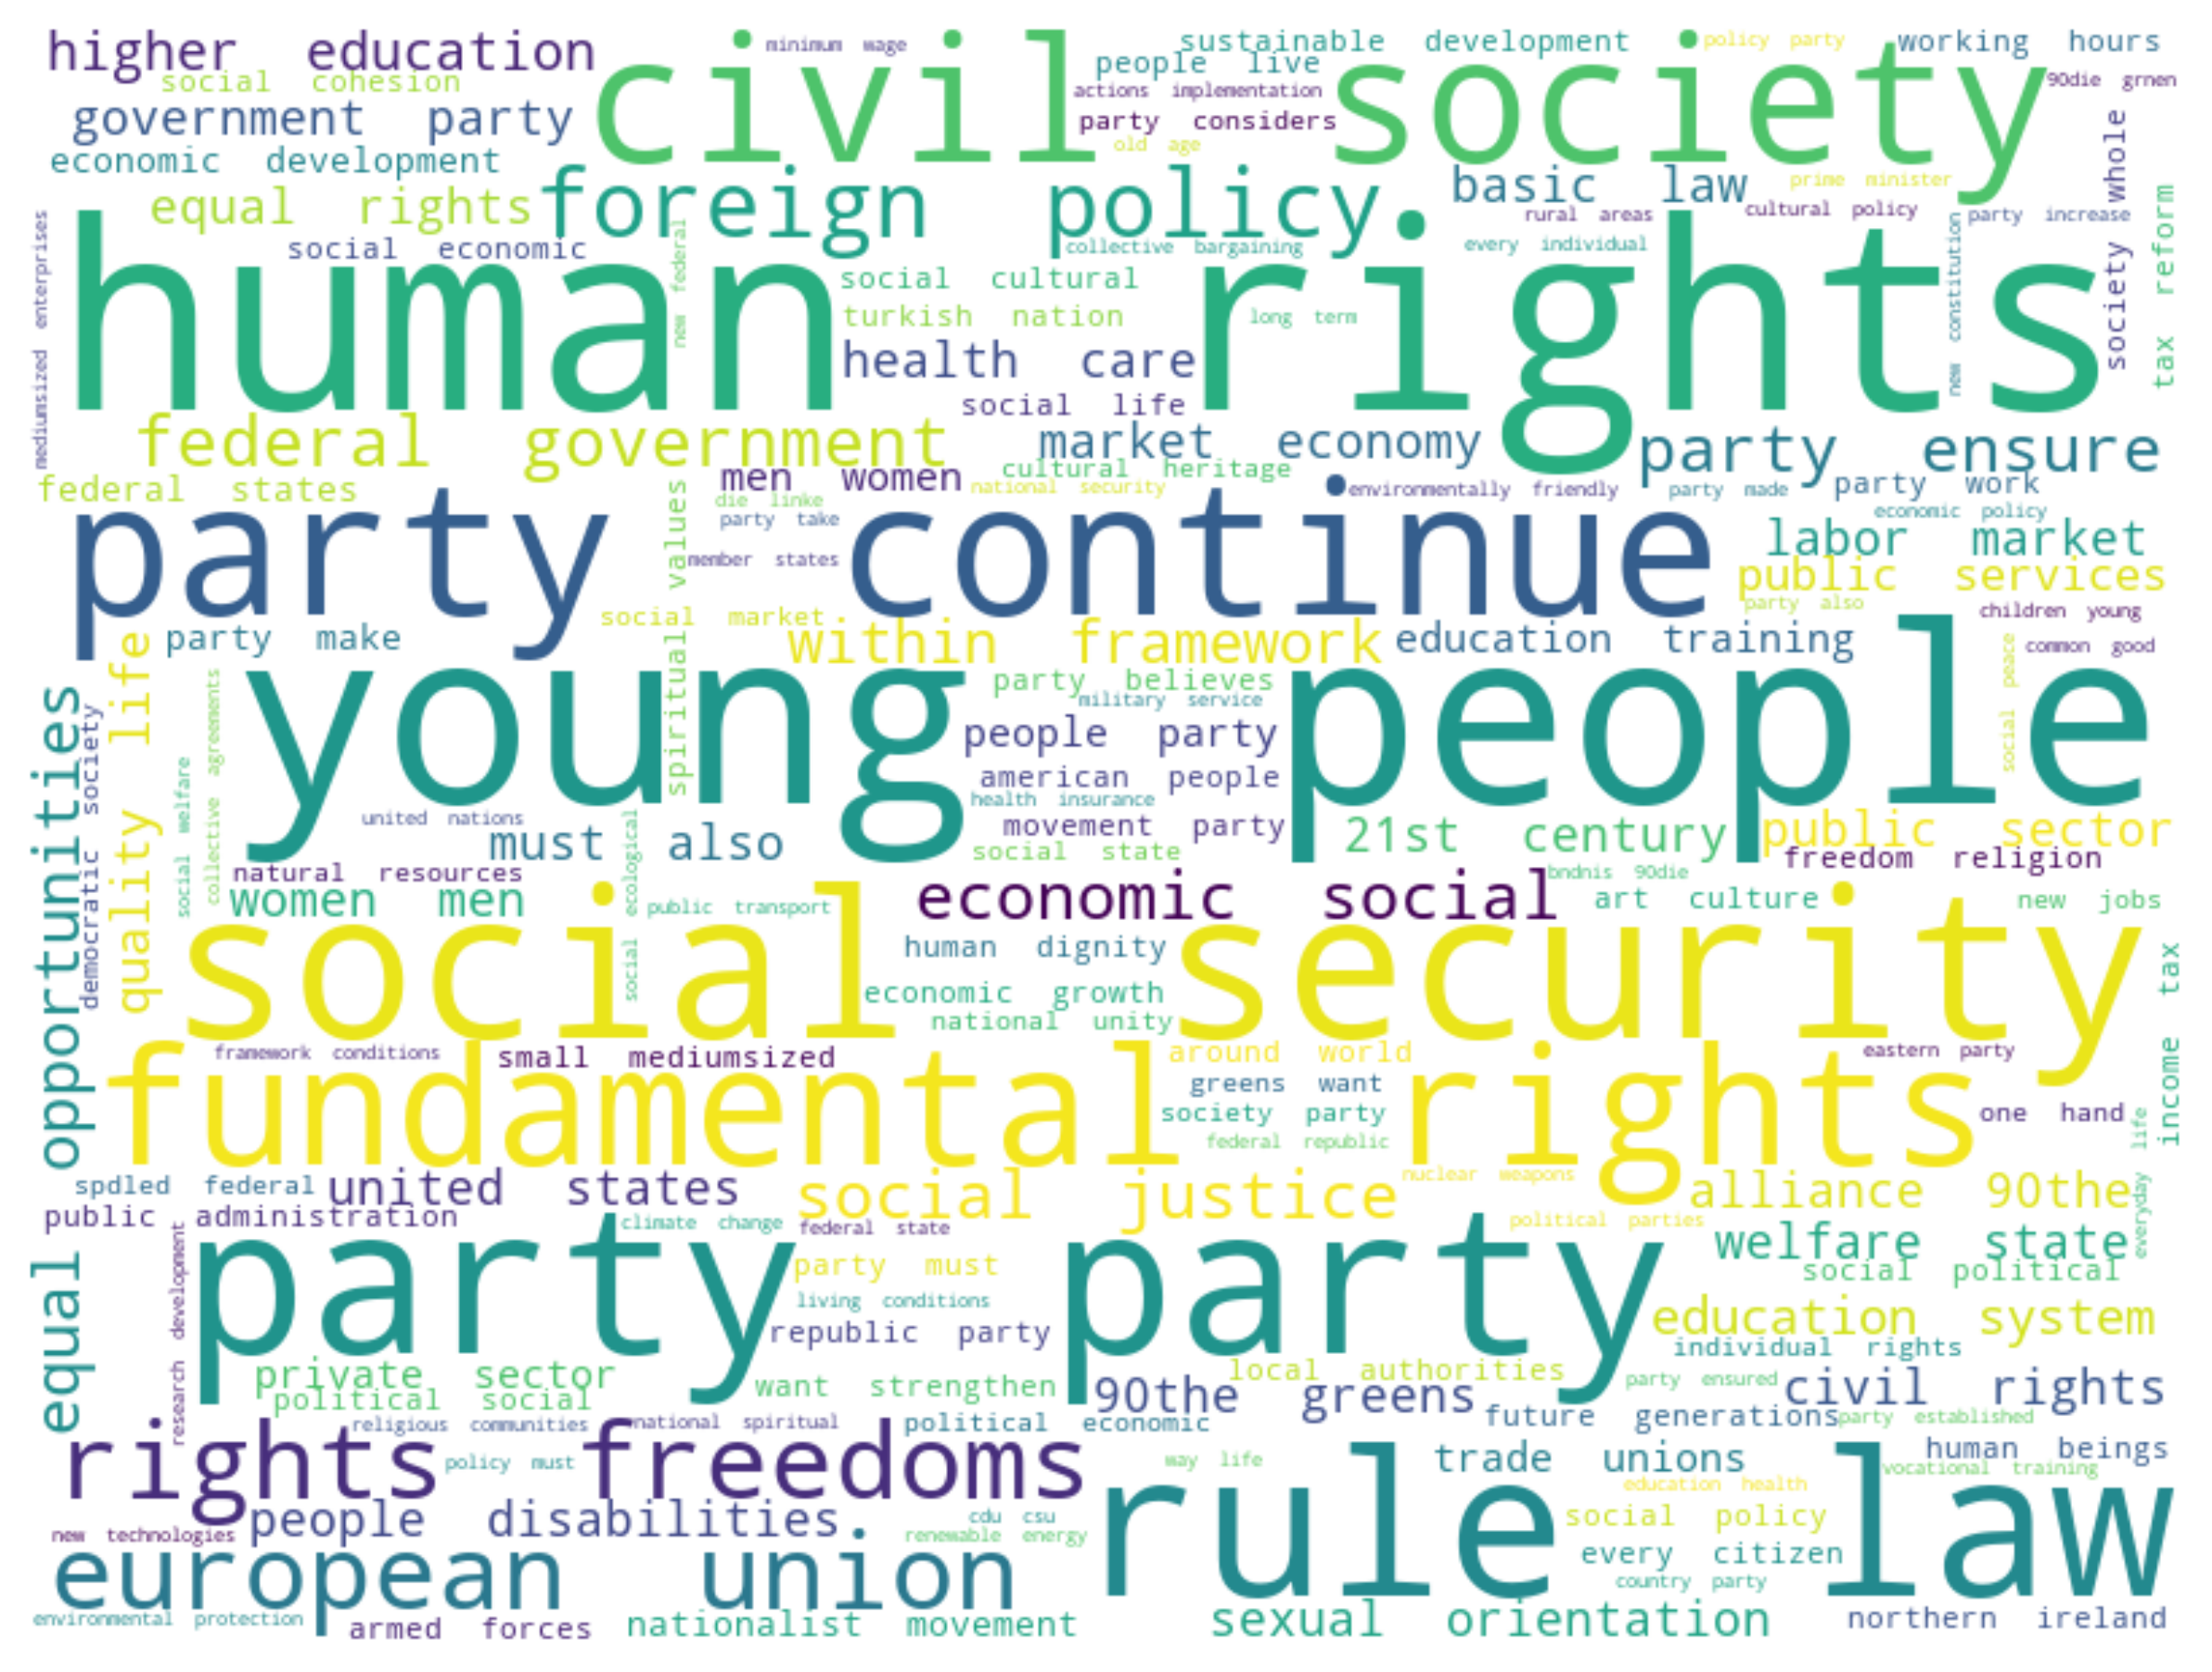 higher education
minimum wage
sustainable development
policy party
working hours
civil society
social cohesion
people live
90die grnen
actions implementation
government party
party considers
old age
economic development
society whole
foreign policy
basic law
prime minister
equal rights
rural areas
cultural policy
party increase
tax reform
social economic
collective bargaining
every individual
new constitution
mediumsized enterprises
new federal
human rights
social cultural
turkish nation
long term
health care
social life
federal government
market economy
party ensure
men women
cultural heritage
federal states
national security
environmentally friendly
party made
party work
die linke
party take
economic policy
spiritual values
party continue
labor market
member states
public services
social market
party also
children young
party make
within framework
education training
common good
quality life
social peace
young people
party believes
military service
people party
american people
health insurance
equal opportunities
democratic society
social welfare
collective agreements
united nations
movement party
must also
21st century
public sector
social state
freedom religion
natural resources
bndnis 90die
women men
economic social
art culture
new jobs
social ecological
public transport
social security
human dignity
economic growth
income tax
national unity
framework conditions
small mediumsized
around world
eastern party
fundamental rights
greens want
society party
one hand
federal republic
everyday life
spdled federal
united states
social justice
nuclear weapons
alliance 90the
public administration
climate change
federal state
political parties
research development
party party
welfare state
party must
social political
living conditions
republic party
education system
individual rights
private sector
local authorities
political social
want strengthen
90the greens
party ensured
civil rights
religious communities
national spiritual
political economic
future generations
party established
rights freedoms
policy must
way life
trade unions
human beings
vocational training
education health
rule law
people disabilities
cdu csu
social policy
new technologies
renewable energy
european union
every citizen
country party
environmental protection
armed forces
nationalist movement
sexual orientation
northern ireland